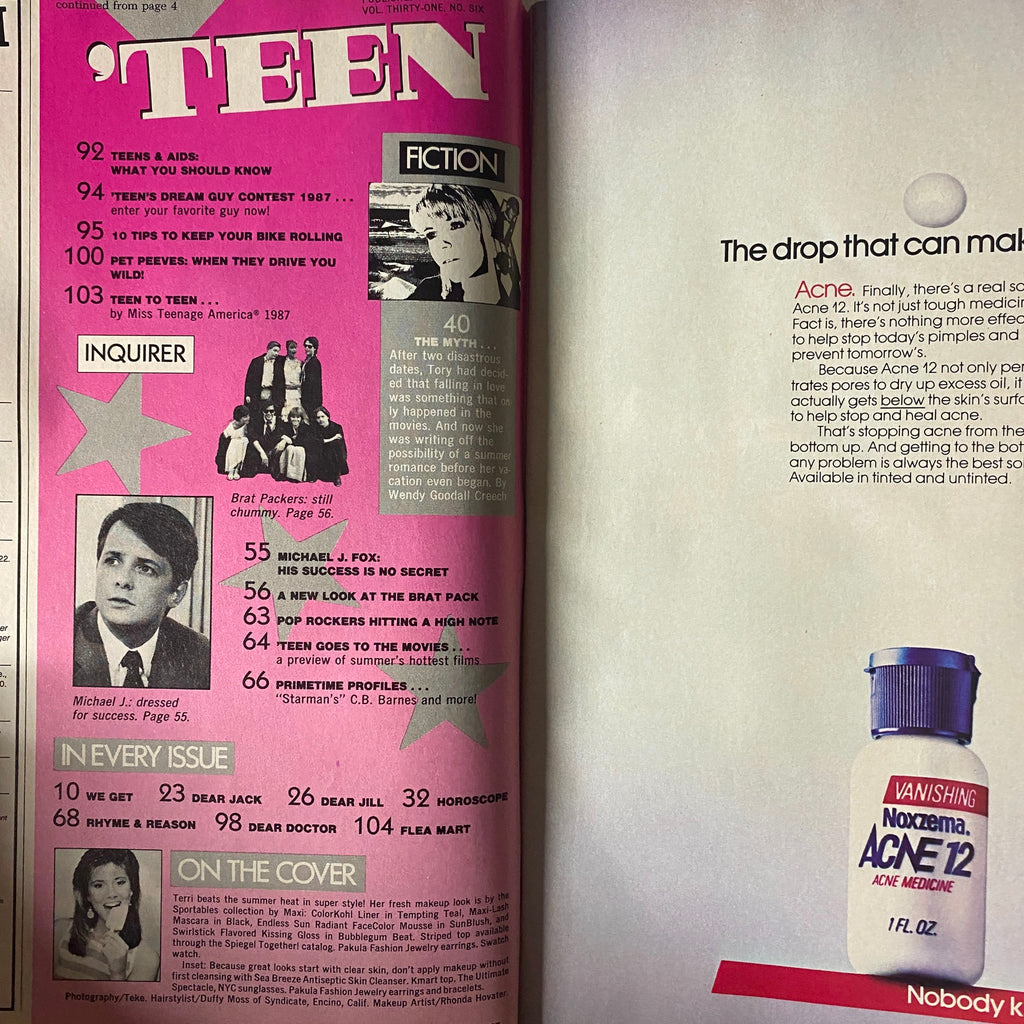 continued from page 4
VOL. THIRTY-ONE, NO. SIX
'TEEN
92 TEENS & AIDS:
WHAT YOU SHOULD KNOW
94 'TEEN'S DREAM GUY CONTEST 1987 . . .
enter your favorite guy now!
95 10 TIPS TO KEEP YOUR BIKE ROLLING
100 PET PEEVES: WHEN THEY DRIVE YOU
WILD!
103 TEEN TO TEEN . . .
by Miss Teenage America® 1987
FICTION
40
THE MYTH . . .
After two disastrous
dates, Tory had decid-
ed that falling in love
was something that on-
ly happened in the
movies. And now she
was writing off the
possibility of a summer
romance before her va-
cation even began. By
Wendy Goodall Creech
INQUIRER
Brat Packers: still
chummy. Page 56.
55 MICHAEL J. FOX:
HIS SUCCESS IS NO SECRET
56 A NEW LOOK AT THE BRAT PACK
63 POP ROCKERS HITTING A HIGH NOTE
64 'TEEN GOES TO THE MOVIES . . .
a preview of summer's hottest films
66 PRIMETIME PROFILES . . .
"Starman's" C.B. Barnes and more!
Michael J.: dressed
for success. Page 55.
IN EVERY ISSUE
10 WE GET 23 DEAR JACK 26 DEAR JILL 32 HOROSCOPE
68 RHYME & REASON 98 DEAR DOCTOR 104 FLEA MART
ON THE COVER
Terri beats the summer heat in super style! Her fresh makeup look is by the
Sportables collection by Maxi: ColorKohl Liner in Tempting Teal, Maxi-Lash
Mascara in Black, Endless Sun Radiant FaceColor Mousse in SunBlush, and
Swirlstick Flavored Kissing Gloss in Bubblegum Beat. Striped top available
through the Spiegel Together! catalog. Pakula Fashion Jewelry earrings. Swatch
watch.
Inset: Because great looks start with clear skin, don't apply makeup without
first cleansing with Sea Breeze Antiseptic Skin Cleanser. Kmart top, The Ultimate
Spectacle, NYC sunglasses. Pakula Fashion Jewelry earrings and bracelets.
Photography/Teke. Hairstylist/Duffy Moss of Syndicate, Encino, Calif. Makeup Artist/Rhonda Hovater.
The drop that can mak
Acne. Finally, there's a real so
Acne 12. It's not just tough medicin
Fact is, there's nothing more effec
to help stop today's pimples and
prevent tomorrow's.
Because Acne 12 not only pen
trates pores to dry up excess oil, it
actually gets below the skin's surfa
to help stop and heal acne.
That's stopping acne from the
bottom up. And getting to the bot
any problem is always the best so
Available in tinted and untinted.
VANISHING
Noxzema.
ACNE 12
ACNE MEDICINE
1 FL. OZ.
Nobody k